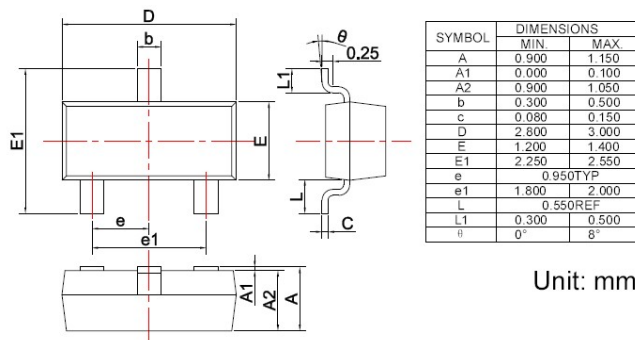 D
b
θ
0.25
L1
E1
E
e
e1
L
C
A1
A2
A
SYMBOL DIMENSIONS
MIN. MAX.
A 0.900 1.150
A1 0.000 0.100
A2 0.900 1.050
b 0.300 0.500
c 0.080 0.150
D 2.800 3.000
E 1.200 1.400
E1 2.250 2.550
e 0.950TYP
e1 1.800 2.000
L 0.550REF
L1 0.300 0.500
θ 0° 8°
Unit: mm